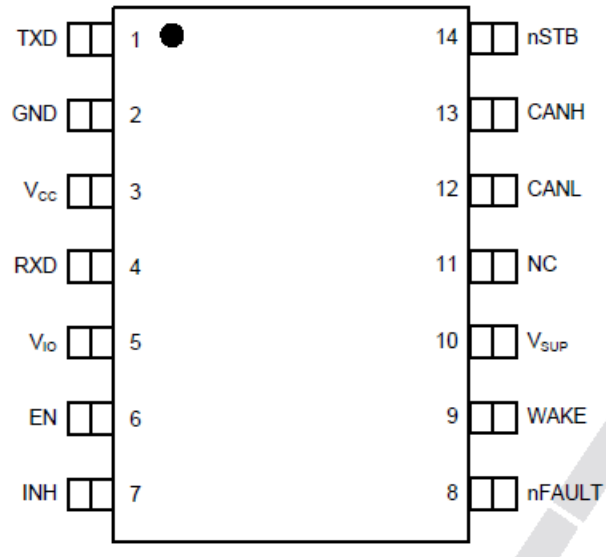 TXD 1 14 nSTB
GND 2 13 CANH
VCC 3 12 CANL
RXD 4 11 NC
VIO 5 10 VSUP
EN 6 9 WAKE
INH 7 8 nFAULT